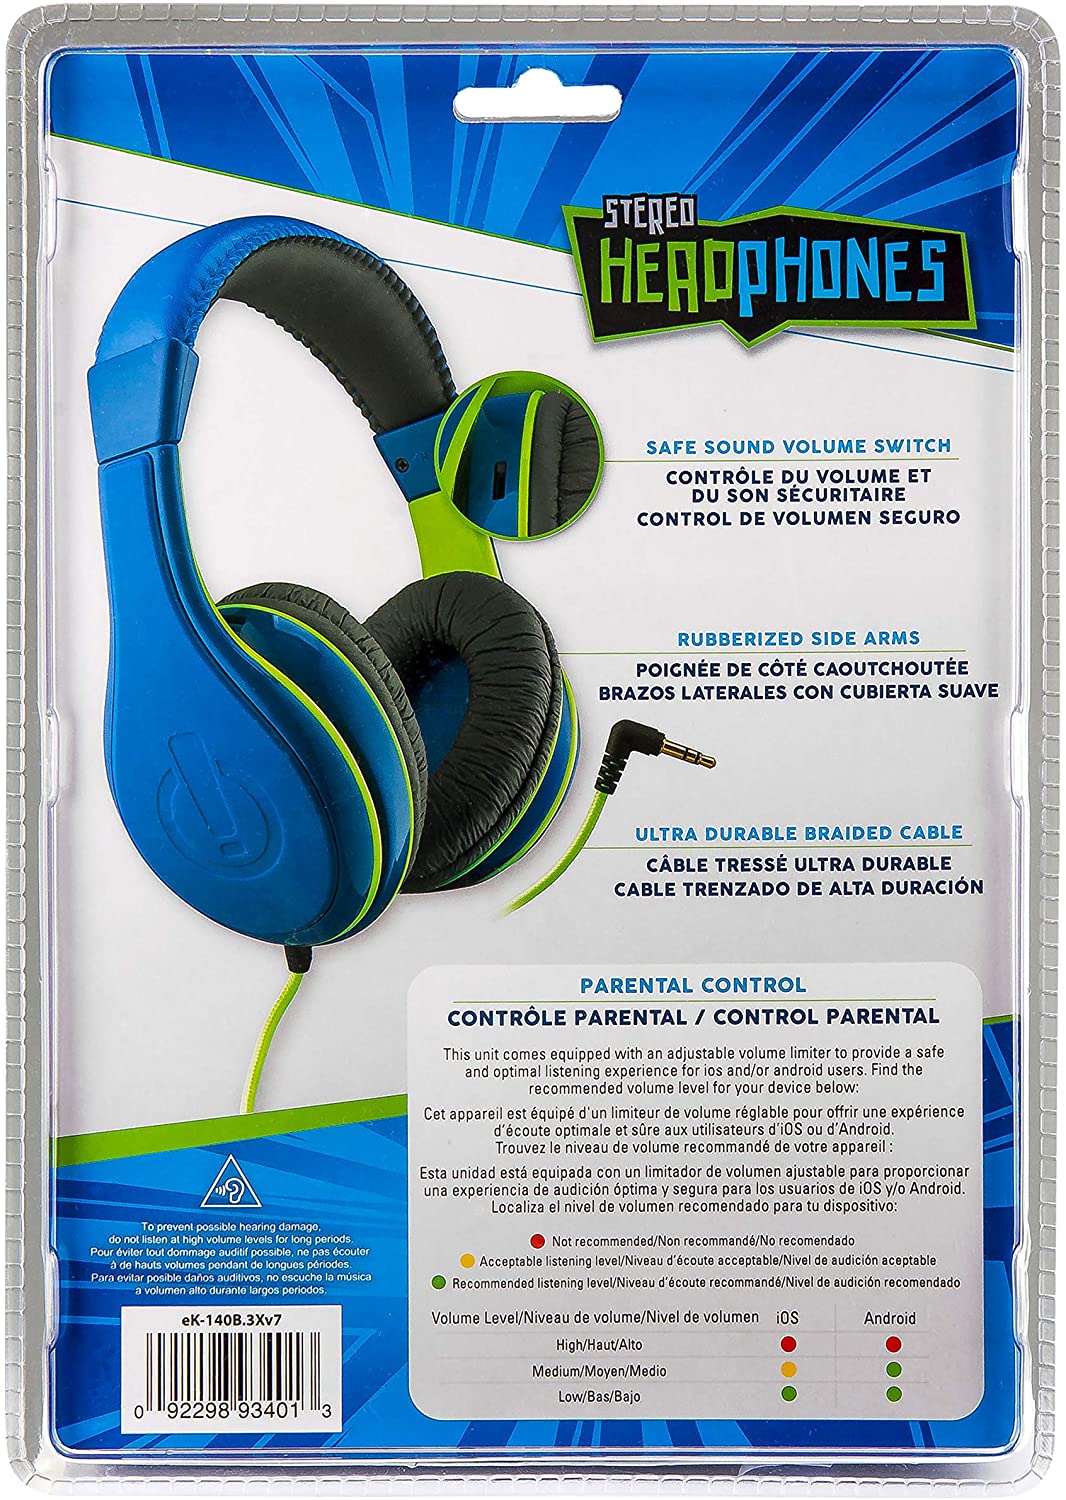 STEREO
HEADPHONES
SAFE SOUND VOLUME SWITCH
CONTRÔLE DU VOLUME ET
DU SON SÉCURITAIRE
CONTROL DE VOLUMEN SEGURO
RUBBERIZED SIDE ARMS
POIGNÉE DE CÔTÉ CAOUTCHOUTÉE
BRAZOS LATERALES CON CUBIERTA SUAVE
ULTRA DURABLE BRAIDED CABLE
CÂBLE TRESSÉ ULTRA DURABLE
CABLE TRENZADO DE ALTA DURACIÓN
PARENTAL CONTROL
CONTRÔLE PARENTAL / CONTROL PARENTAL
This unit comes equipped with an adjustable volume limiter to provide a safe
and optimal listening experience for ios and/or android users. Find the
recommended volume level for your device below:
Cet appareil est équipé d'un limiteur de volume réglable pour offrir une expérience
d'écoute optimale et sûre aux utilisateurs d'iOS ou d'Android.
Trouvez le niveau de volume recommandé de votre appareil :
Esta unidad está equipada con un limitador de volumen ajustable para proporcionar
una experiencia de audición óptima y segura para los usuarios de iOS y/o Android.
Localiza el nivel de volumen recomendado para tu dispositivo:
Not recommended/Non recommandé/No recomendado
Acceptable listening level/Niveau d'écoute acceptable/Nivel de audición aceptable
Recommended listening level/Niveau d'écoute recommandé/Nivel de audición recomendado
Volume Level/Niveau de volume/Nivel de volumen iOS Android
High/Haut/Alto
Medium/Moyen/Medio
Low/Bas/Bajo
To prevent possible hearing damage,
do not listen at high volume levels for long periods.
Pour éviter tout dommage auditif possible, ne pas écouter
à de hauts volumes pendant de longues périodes.
Para evitar posible daños auditivos, no escuche la música
a volumen alto durante largos periodos.
eK-140B.3Xv7
0 92298 93401 3